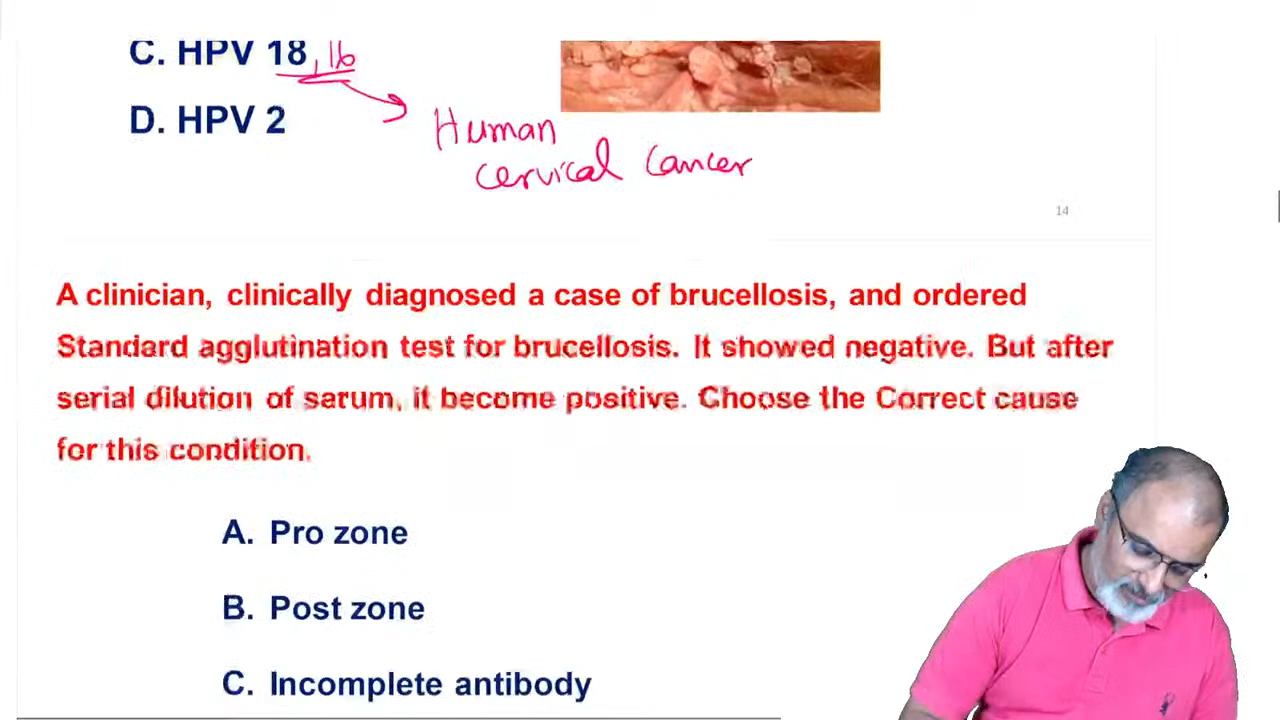 C. HPV 18, 16
D. HPV 2
Human
cervical cancer
14
A clinician, clinically diagnosed a case of brucellosis, and ordered
Standard agglutination test for brucellosis. It showed negative. But after
serial dilution of sarum, it become positive. Choose the Correct cause
for this condition.
A. Pro zone
B. Post zone
C. Incomplete antibody